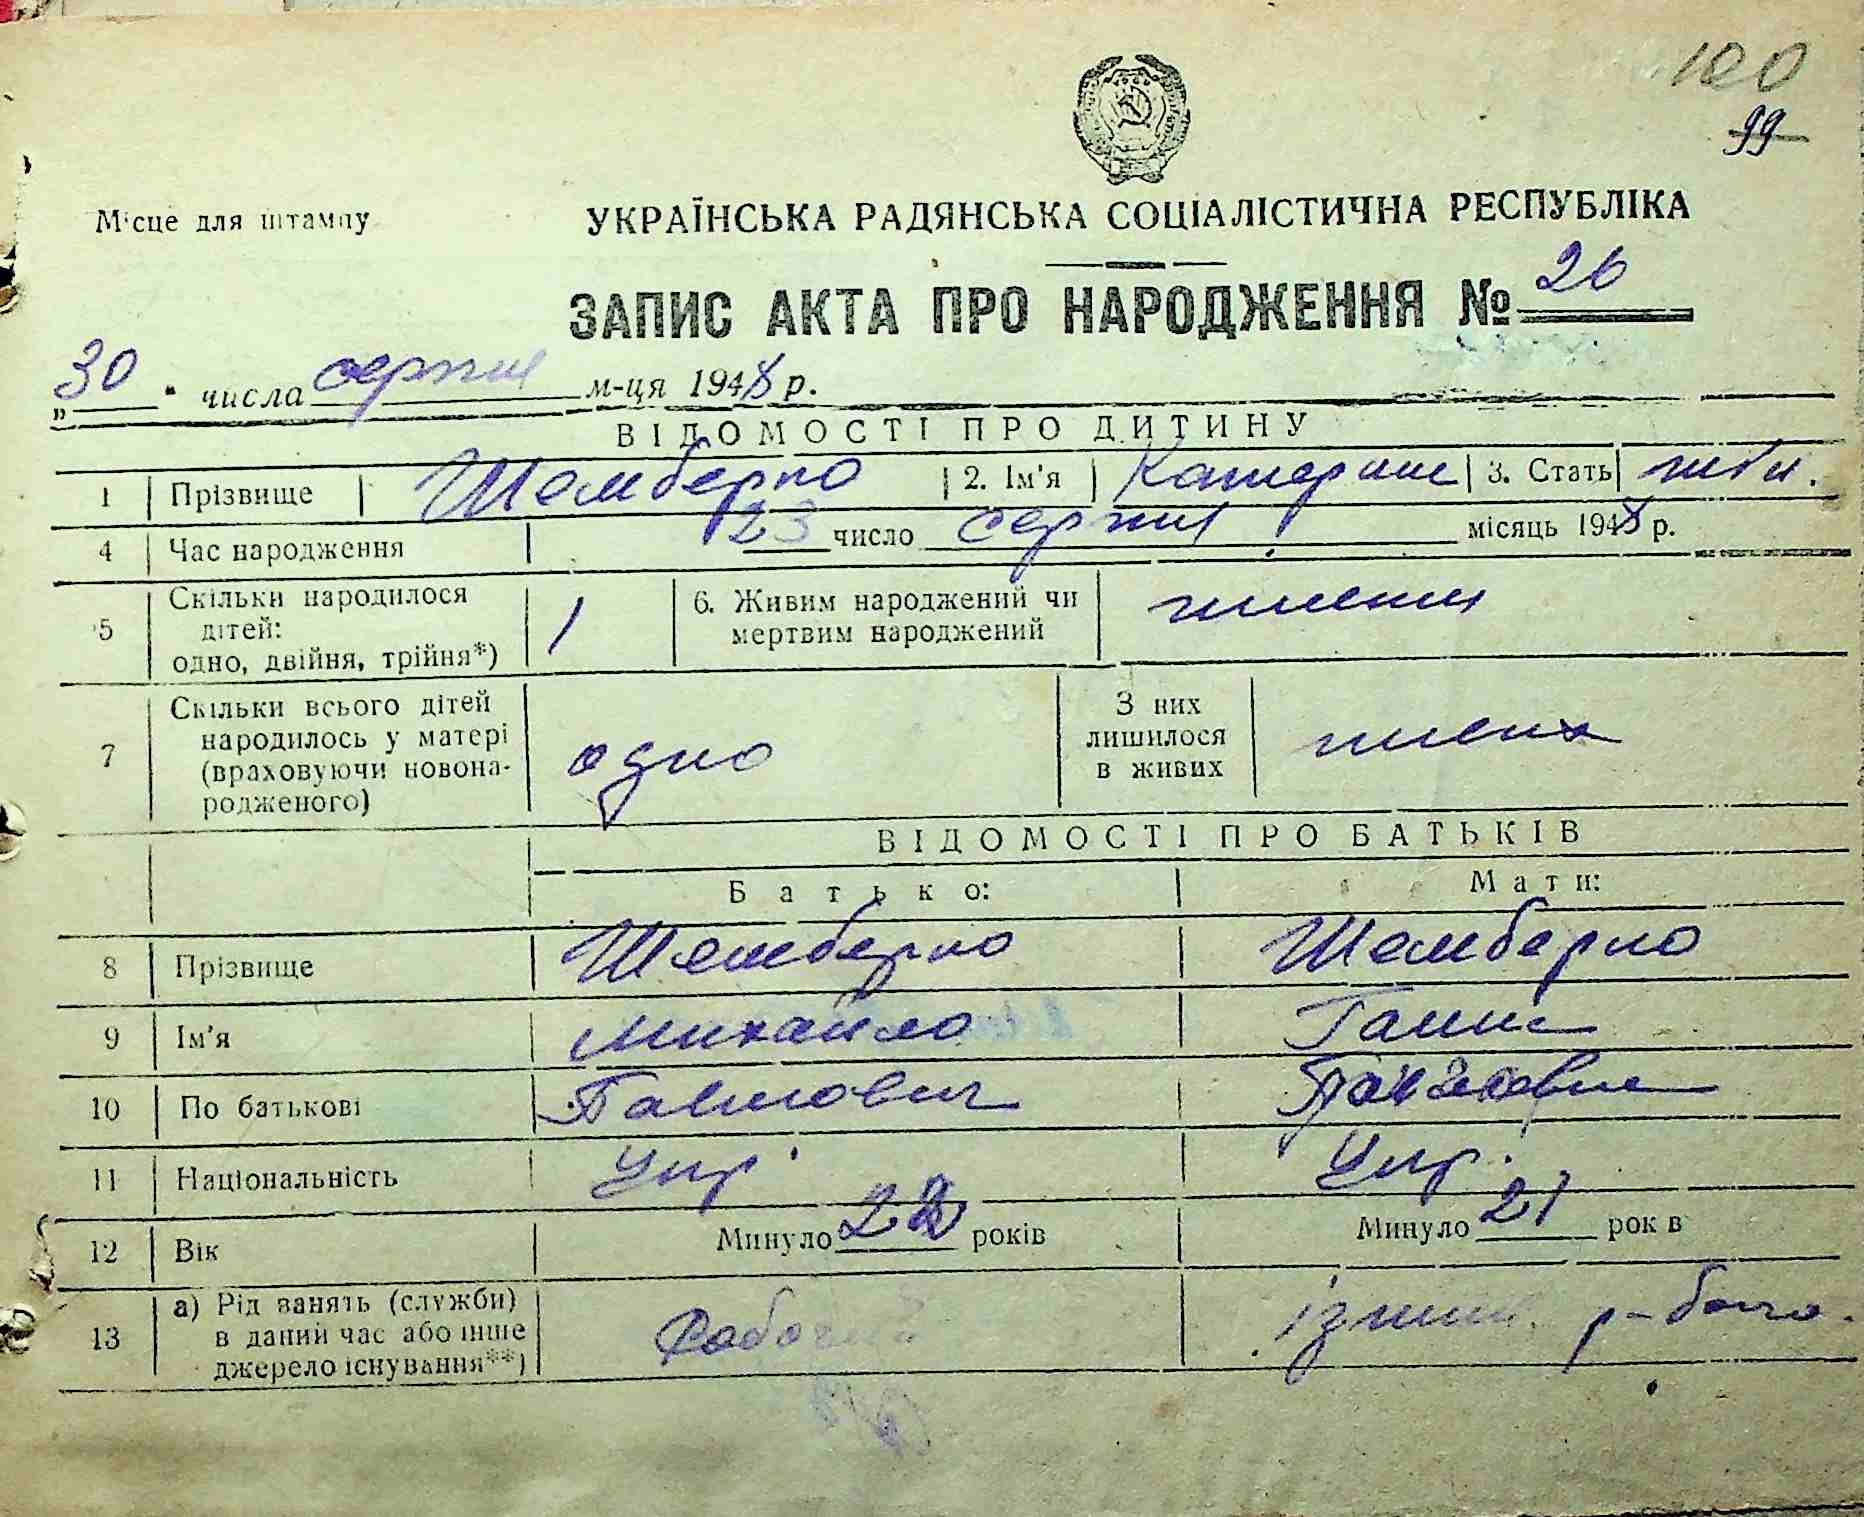 100
99
Місце для штампу
УКРАЇНСЬКА РАДЯНСЬКА СОЦІАЛІСТИЧНА РЕСПУБЛІКА
ЗАПИС АКТА ПРО НАРОДЖЕННЯ № 26
„ 30 " числа серпня м-ця 1948 р.
ВІДОМОСТІ ПРО ДИТИНУ
1 Прізвище Шемберко 2. Ім'я Катерина 3. Стать жін.
4 Час народження 23 число серпня місяць 1948 р.
5 Скільки народилося дітей: одно, двійня, трійня*) 1 6. Живим народжений чи мертвим народжений живим
7 Скільки всього дітей народилось у матері (враховуючи новонародженого) одно З них лишилося в живих
ВІДОМОСТІ ПРО БАТЬКІВ
Батько: Мати:
8 Прізвище Шемберко Шемберко
9 Ім'я Михайло Ганна
10 По батькові Павлович
11 Національність Укр. Укр.
12 Вік Минуло 22 років Минуло 21 рок в
13 а) Рід занять (служби) в даний час або інше джерело існування**) Рабочий